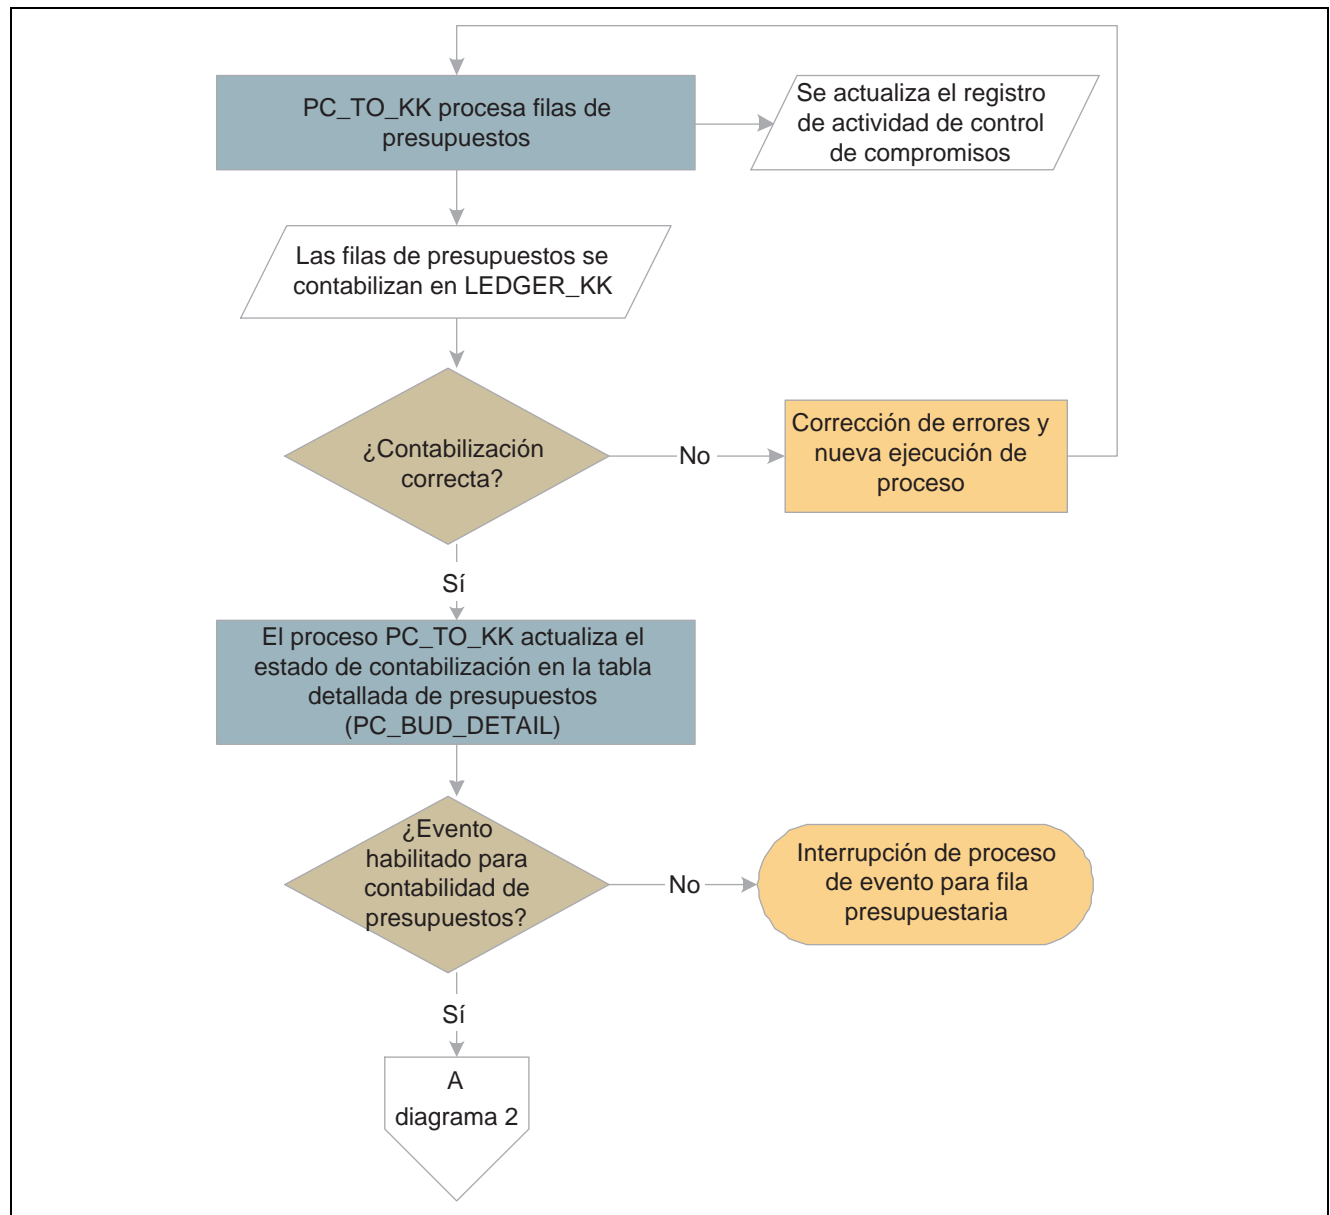 PC_TO_KK procesa filas de
presupuestos
Se actualiza el registro
de actividad de control
de compromisos
Las filas de presupuestos se
contabilizan en LEDGER_KK
¿Contabilización
correcta?
No
Corrección de errores y
nueva ejecución de
proceso
Sí
El proceso PC_TO_KK actualiza el
estado de contabilización en la tabla
detallada de presupuestos
(PC_BUD_DETAIL)
¿Evento
habilitado para
contabilidad de
presupuestos?
No
Interrupción de proceso
de evento para fila
presupuestaria
Sí
A
diagrama 2